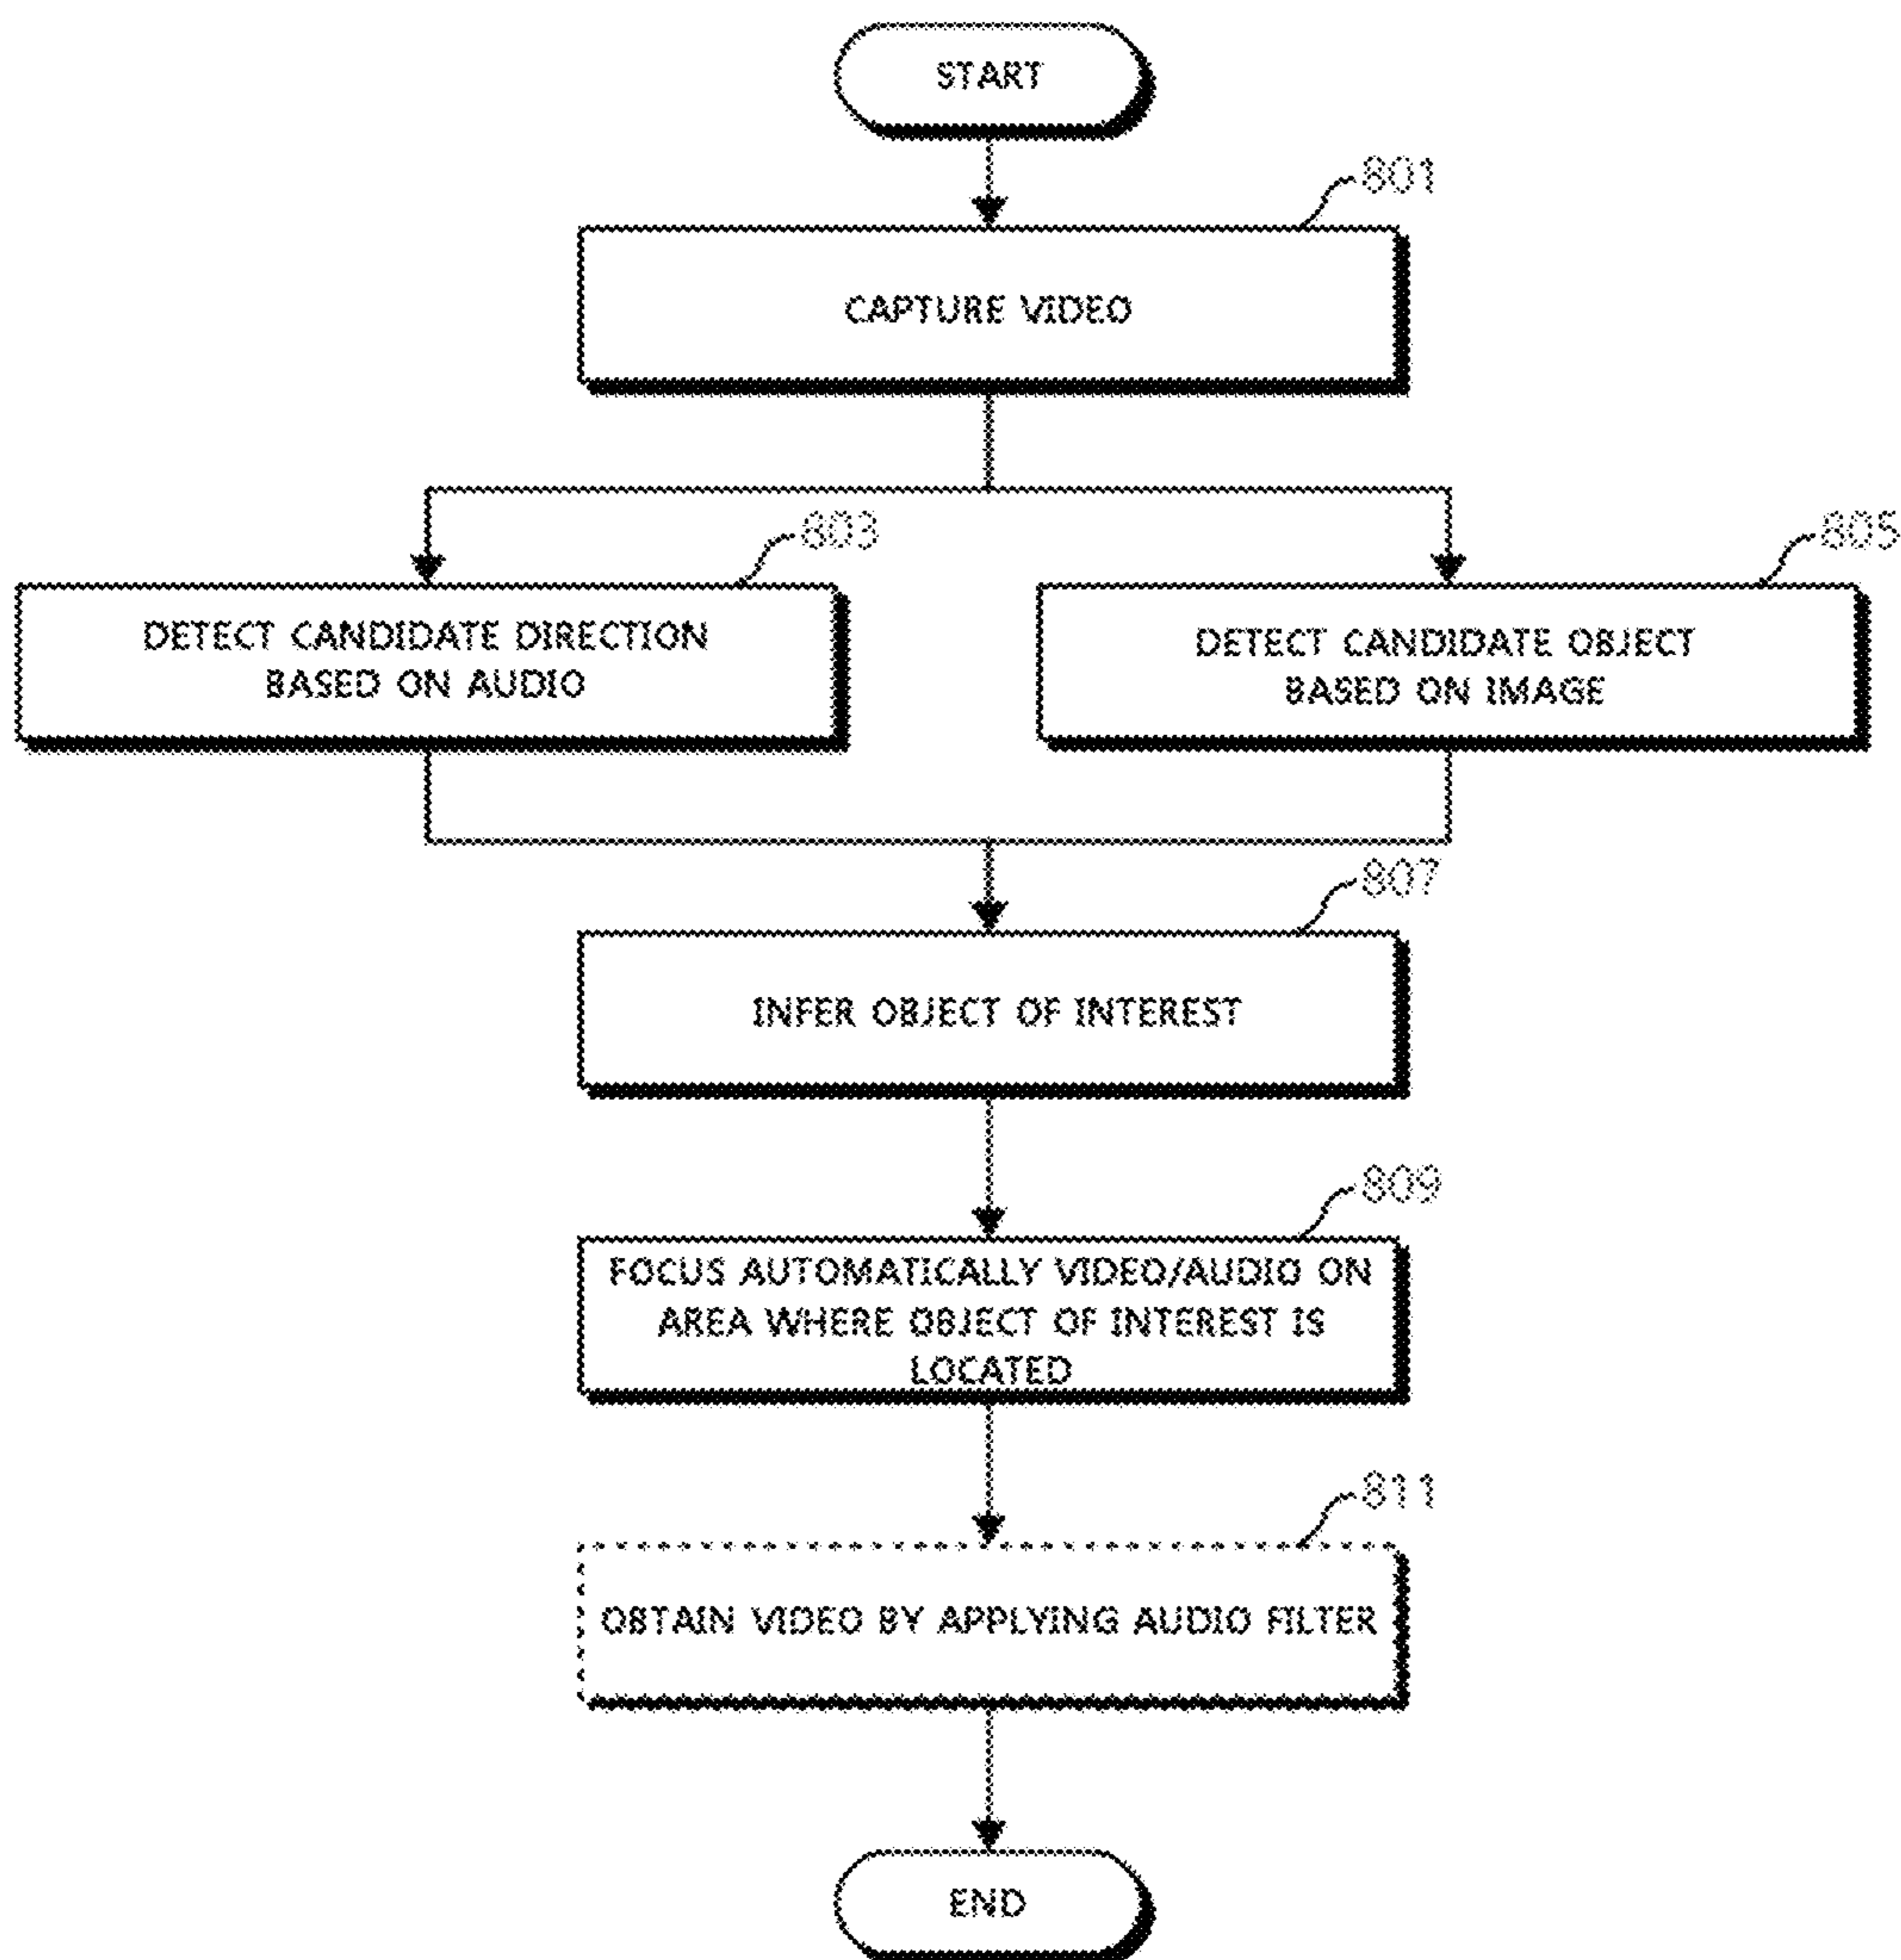 START
801
CAPTURE VIDEO
803
805
DETECT CANDIDATE DIRECTION
BASED ON AUDIO
DETECT CANDIDATE OBJECT
BASED ON IMAGE
807
INFER OBJECT OF INTEREST
809
FOCUS AUTOMATICALLY VIDEO/AUDIO ON
AREA WHERE OBJECT OF INTEREST IS
LOCATED
811
OBTAIN VIDEO BY APPLYING AUDIO FILTER
END